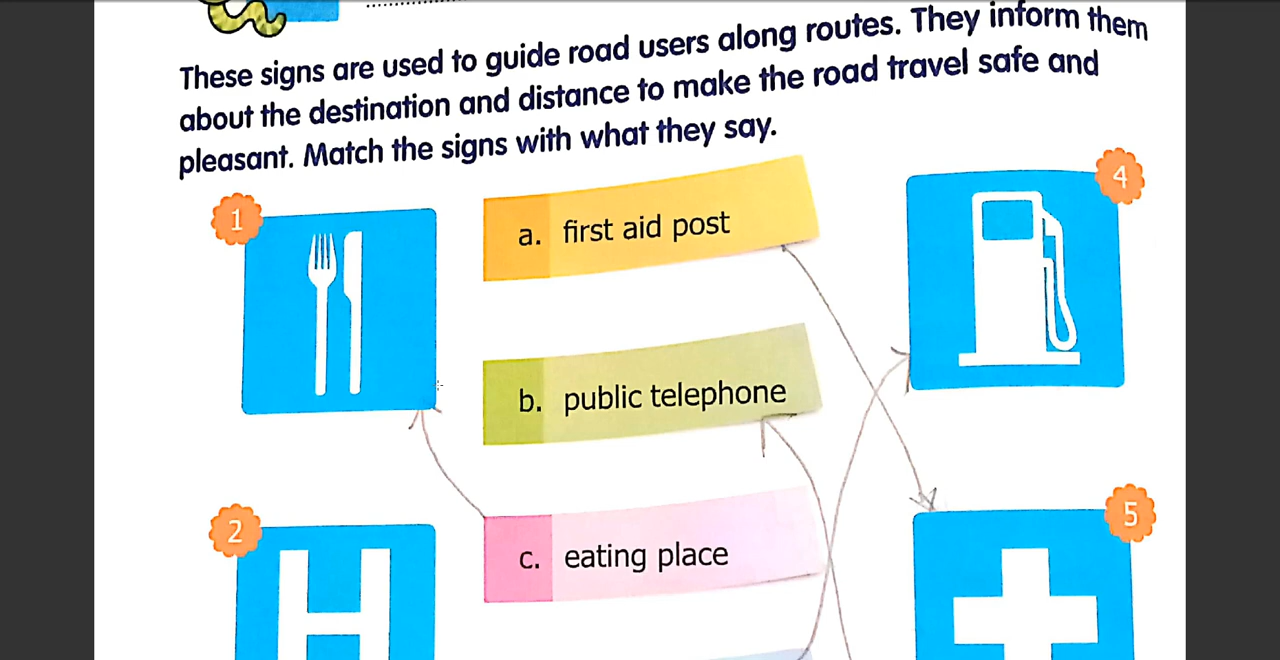 These signs are used to guide road users along routes. They inform them
about the destination and distance to make the road travel safe and
pleasant. Match the signs with what they say.
1
a. first aid post
4
b. public telephone
2
c. eating place
5
H